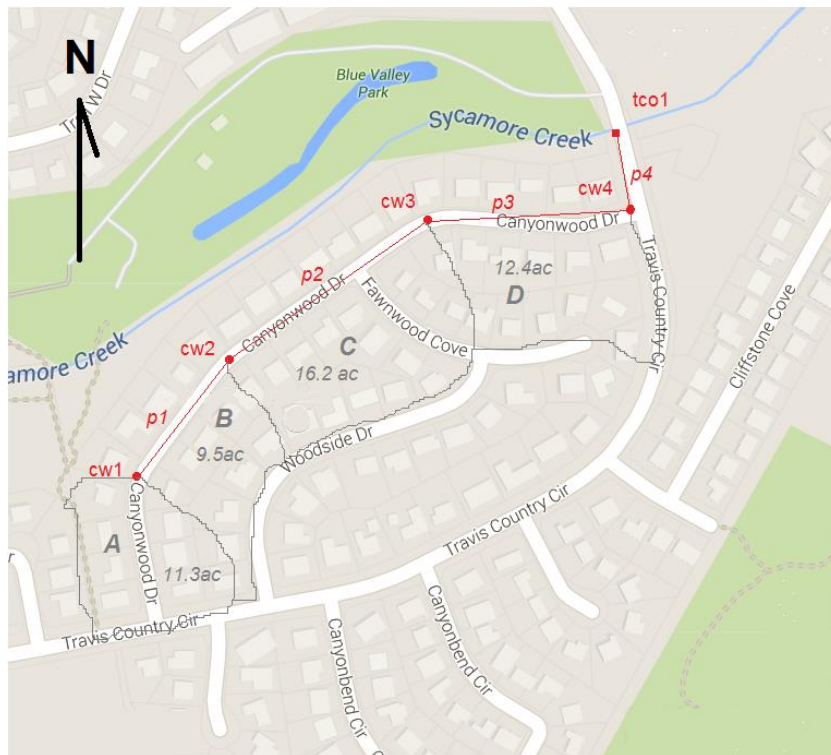 N
Trail W Dr
Blue Valley
Park
Sycamore Creek
tco1
cw4
p4
cw3
p3
Canyonwood Dr
12.4ac
D
Travis Country Cir
p2
Canyonwood Dr
Fawnwood Cove
C
16.2 ac
cw2
camore Creek
p1
B
9.5ac
Cliffstone Cove
Woodside Dr
cw1
Canyonwood Dr
A
11.3ac
Travis Country Cir
Travis Country Cir
r
Canyonbend Cir
Canyonbend Cir